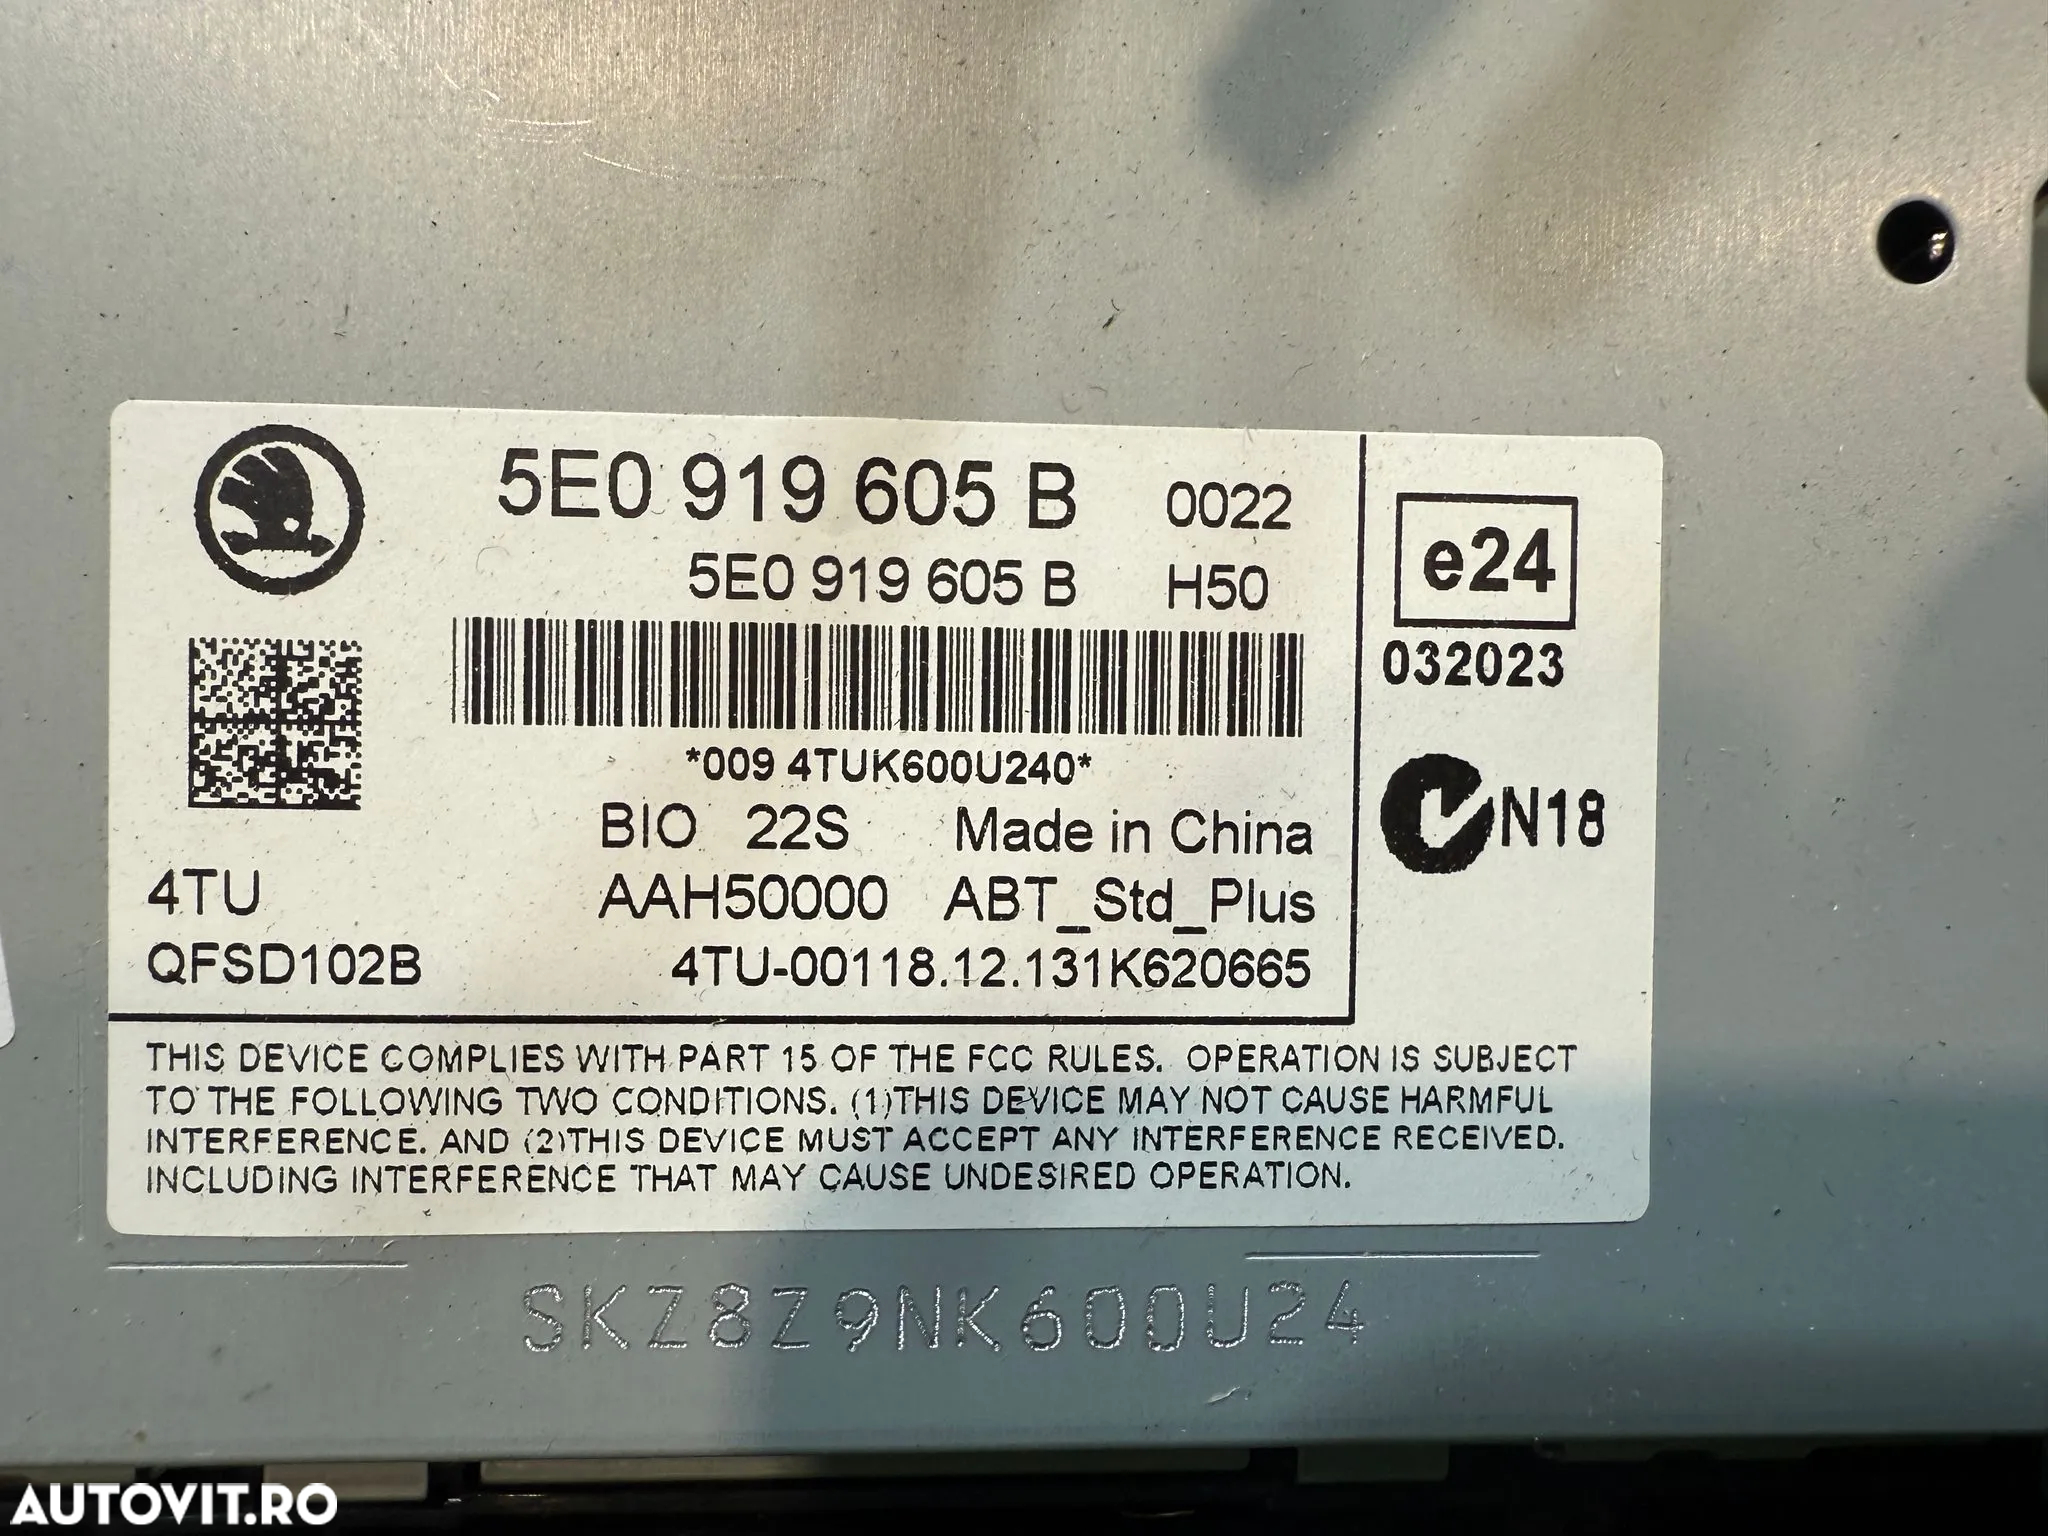 5E0 919 605 B 0022
5E0 919 605 B H50
e24
032023
*009 4TUK600U240*
N18
BIO 22S Made in China
4TU AAH50000 ABT_Std_Plus
QFSD102B 4TU-00118.12.131K620665
THIS DEVICE COMPLIES WITH PART 15 OF THE FCC RULES. OPERATION IS SUBJECT
TO THE FOLLOWING TWO CONDITIONS. (1)THIS DEVICE MAY NOT CAUSE HARMFUL
INTERFERENCE. AND (2)THIS DEVICE MUST ACCEPT ANY INTERFERENCE RECEIVED.
INCLUDING INTERFERENCE THAT MAY CAUSE UNDESIRED OPERATION.
SKZ8Z9NK600U24
AUTOVIT.RO